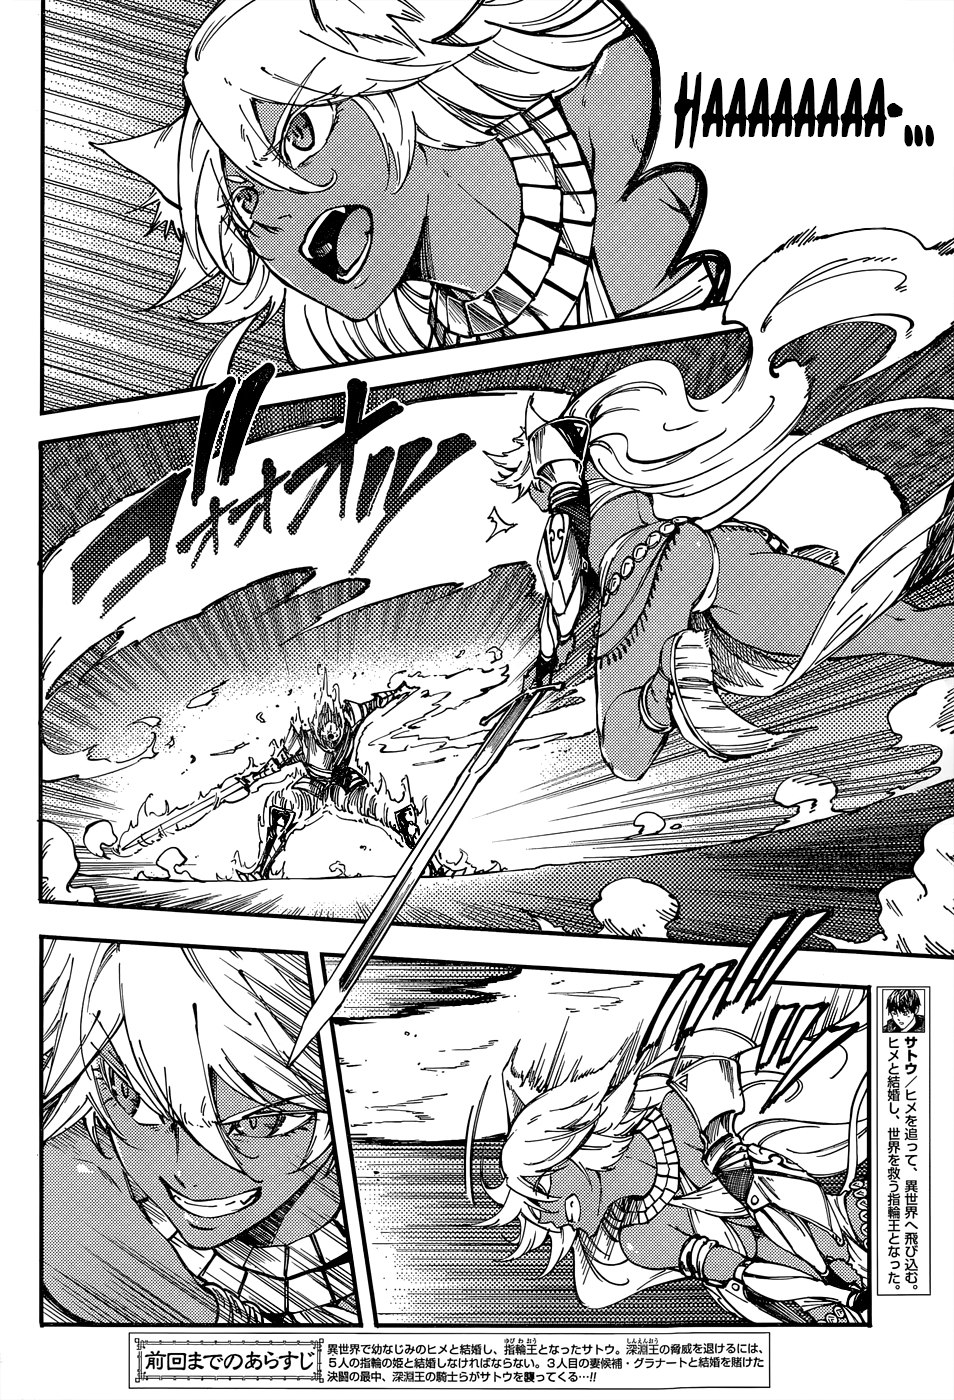 HAAAAAAAA-...
ゴオオオルル
サトウ/ヒメを追って、異世界へ飛び込む。
ヒメと結婚し、世界を救う指輪王となった。
前回までのあらすじ
異世界で幼なじみのヒメと結婚し、指輪王となったサトウ。深淵王の脅威を退けるには、
５人の指輪の姫と結婚しなければならない。３人目の妻候補・グラナートと結婚を賭けた
決闘の最中、深淵王の騎士らがサトウを襲ってくる…!!